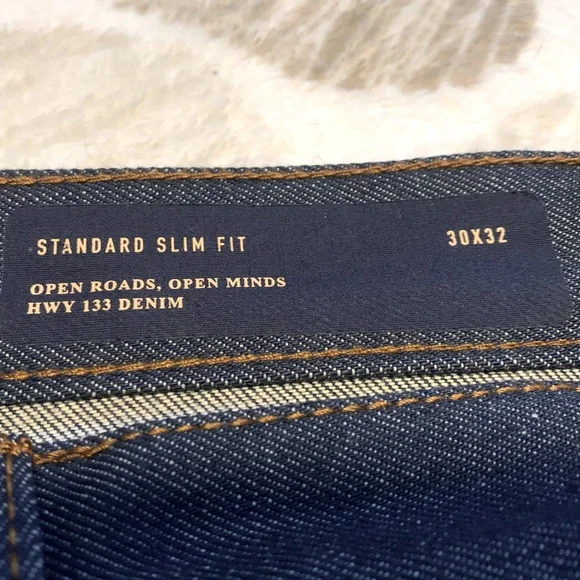 STANDARD SLIM FIT 30X32
OPEN ROADS, OPEN MINDS
HWY 133 DENIM